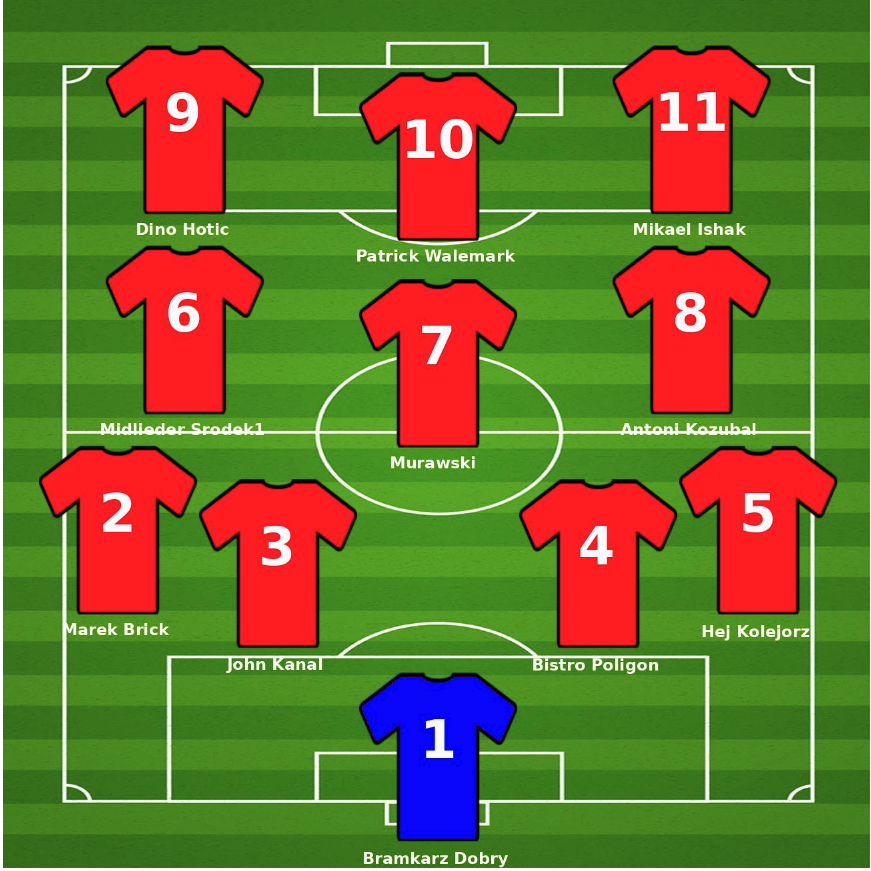 9
10
11
Dino Hotic
Patrick Walemark
Mikael Ishak
6
7
8
Midlieder Srodek1
Murawski
Antoni Kozubal
2
3
4
5
Marek Brick
John Kanal
Bistro Poligon
Hej Kolejorz
1
Bramkarz Dobry